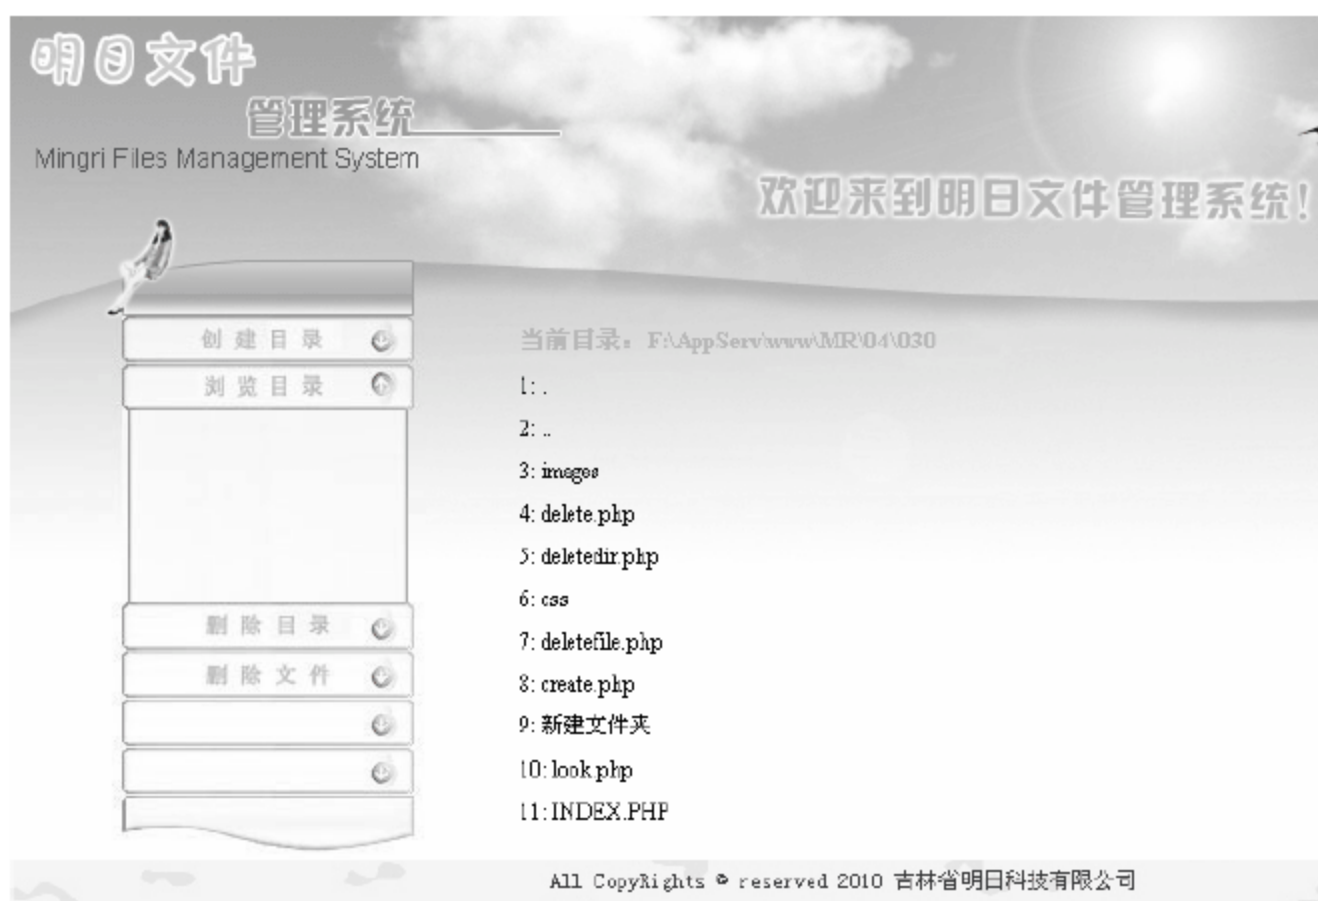 明日文件
管理系统
Mingri Files Management System
欢迎来到明日文件管理系统!
创建目录
浏览目录
删除目录
删除文件
当前目录：F:\AppServ\www\MR\04\030
1: .
2: ..
3: images
4: delete.php
5: deletedir.php
6: css
7: deletefile.php
8: create.php
9: 新建文件夹
10: look.php
11: INDEX.PHP
All CopyRights © reserved 2010 吉林省明日科技有限公司